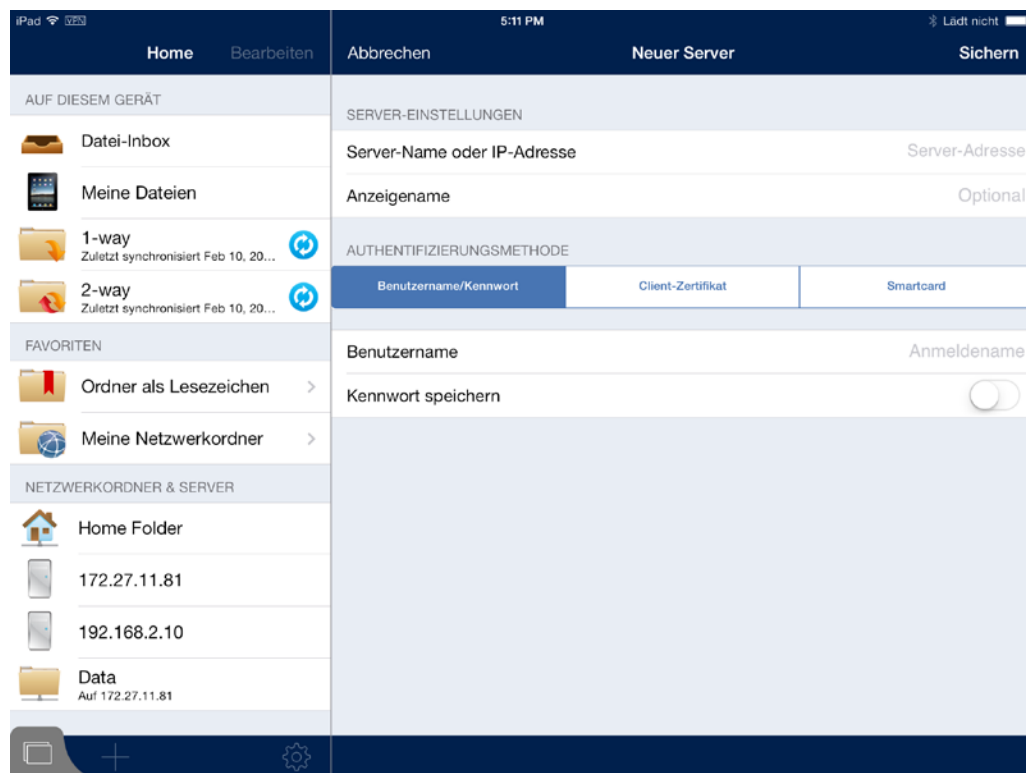 iPad VPN 5:11 PM Lädt nicht
Home Bearbeiten
AUF DIESEM GERÄT
Datei-Inbox
Meine Dateien
1-way
Zuletzt synchronisiert Feb 10, 20...
2-way
Zuletzt synchronisiert Feb 10, 20...
FAVORITEN
Ordner als Lesezeichen
Meine Netzwerkordner
NETZWERKORDNER & SERVER
Home Folder
172.27.11.81
192.168.2.10
Data
Auf 172.27.11.81
Abbrechen Neuer Server Sichern
SERVER-EINSTELLUNGEN
Server-Name oder IP-Adresse Server-Adresse
Anzeigename Optional
AUTHENTIFIZIERUNGSMETHODE
Benutzername/Kennwort Client-Zertifikat Smartcard
Benutzername Anmeldename
Kennwort speichern